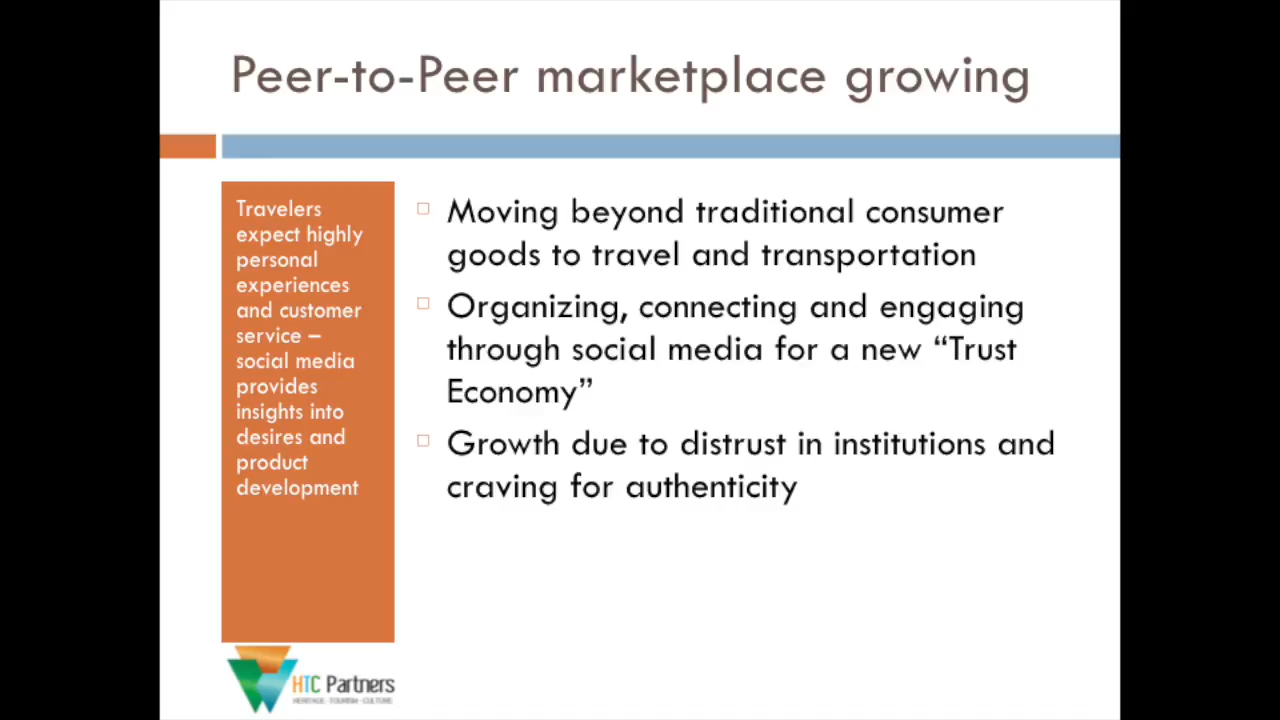 Peer-to-Peer marketplace growing
Travelers
expect highly
personal
experiences
and customer
service –
social media
provides
insights into
desires and
product
development
Moving beyond traditional consumer
goods to travel and transportation
Organizing, connecting and engaging
through social media for a new “Trust
Economy”
Growth due to distrust in institutions and
craving for authenticity
HTC Partners
HERITAGE · TOURISM · CULTURE